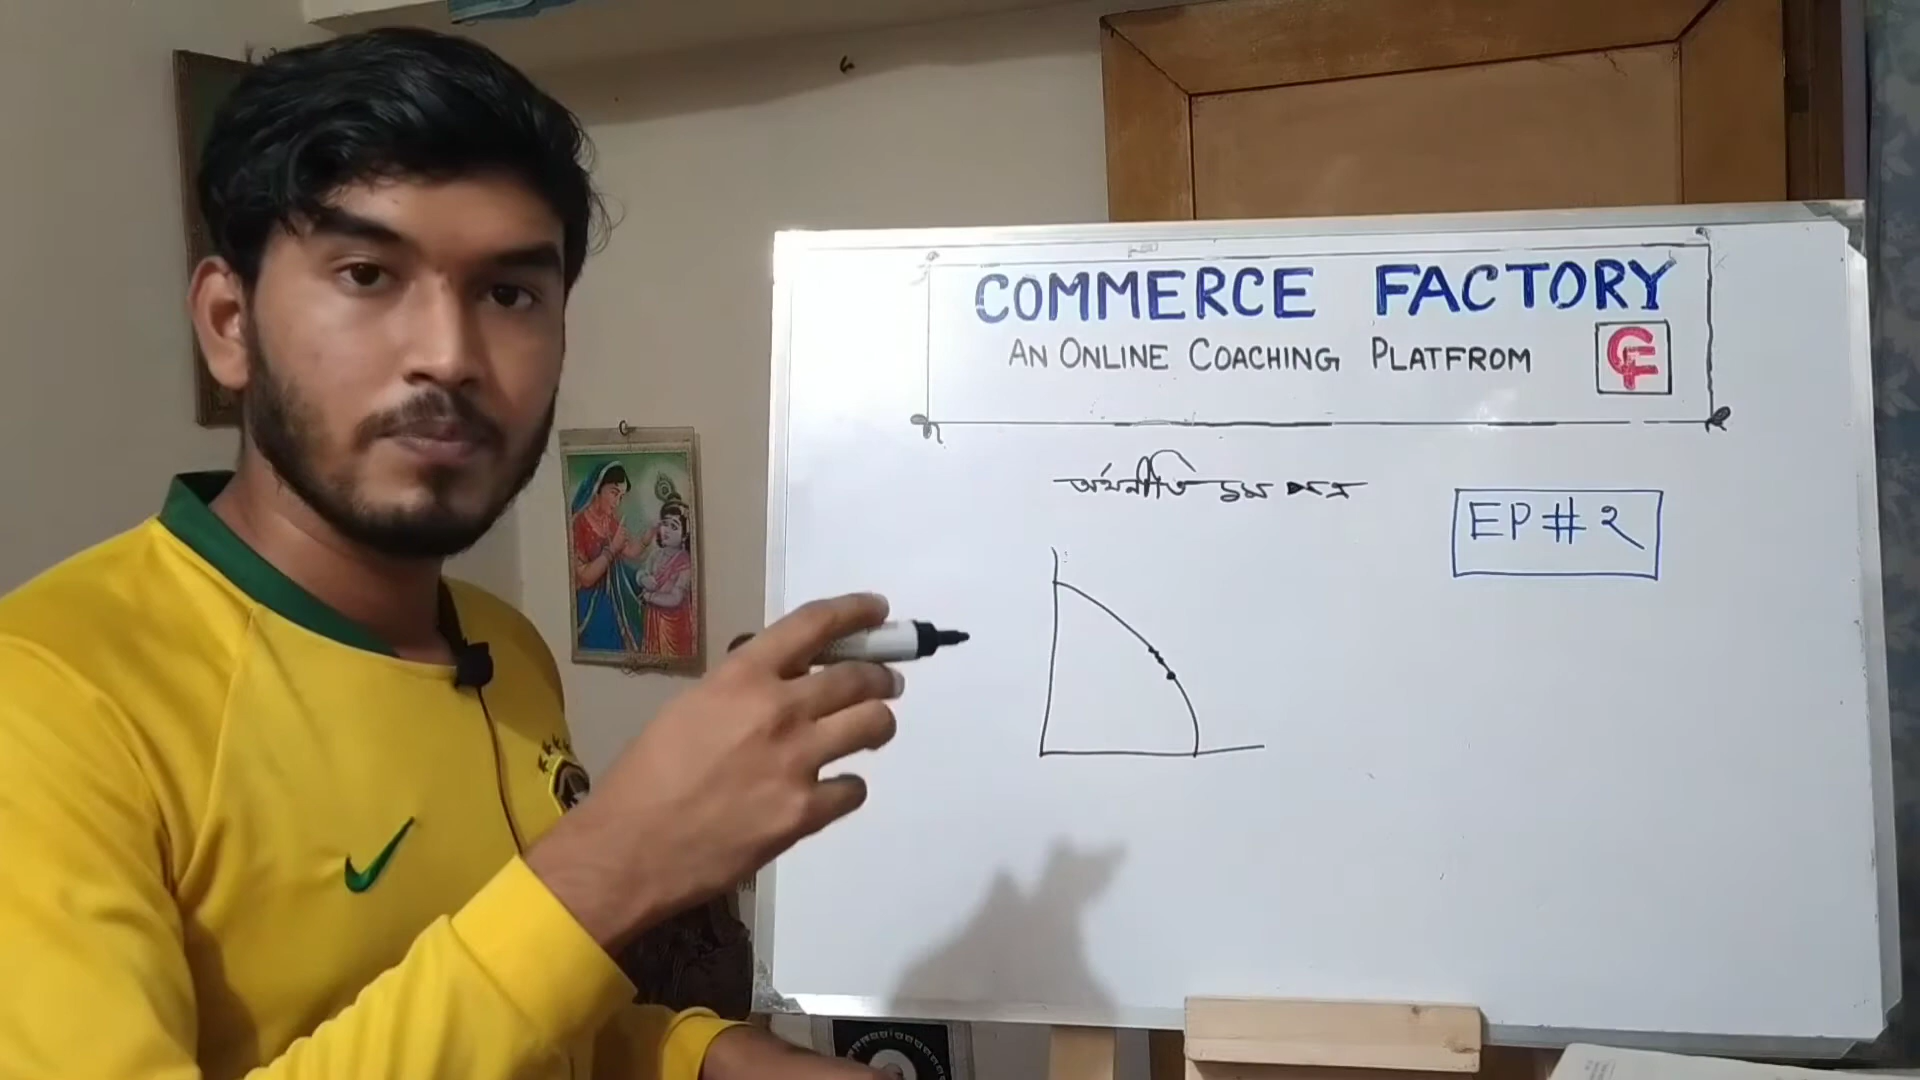 COMMERCE FACTORY
AN ONLINE COACHING PLATFROM
CF
অর্থনীতি ১ম পত্র
EP # ২